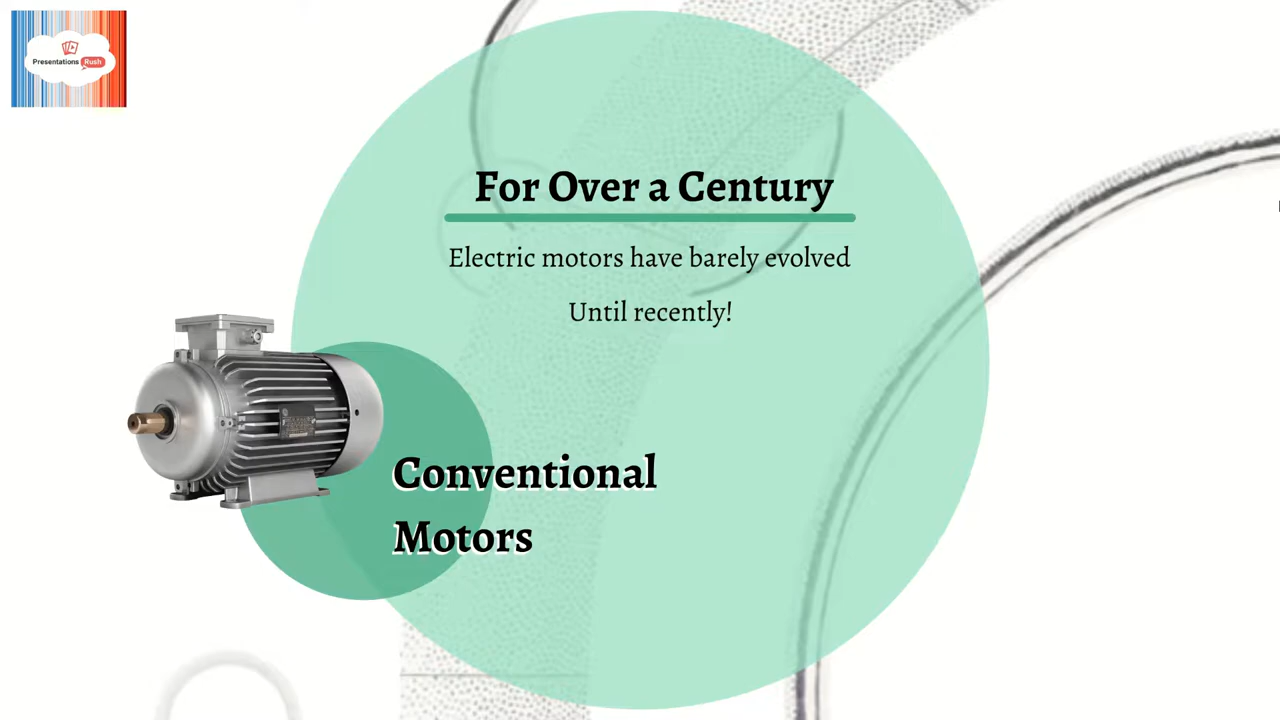 Presentations Rush
For Over a Century
Electric motors have barely evolved
Until recently!
Conventional
Motors